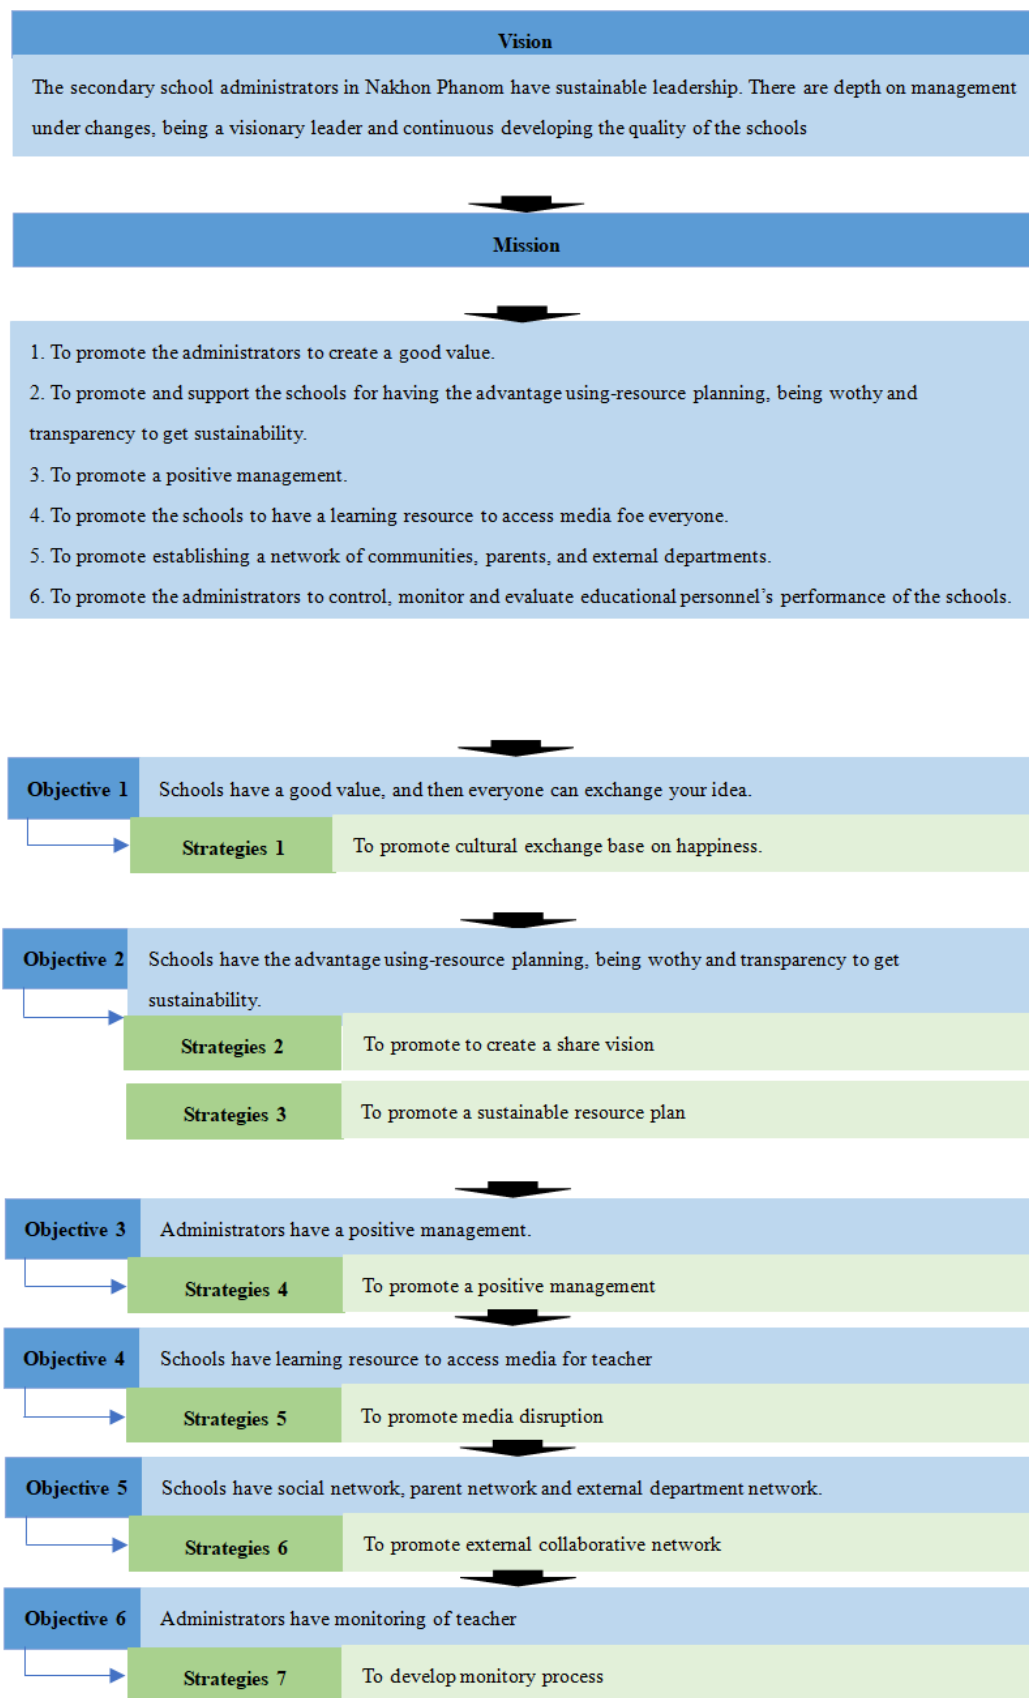 Vision
The secondary school administrators in Nakhon Phanom have sustainable leadership. There are depth on management
under changes, being a visionary leader and continuous developing the quality of the schools
Mission
1. To promote the administrators to create a good value.
2. To promote and support the schools for having the advantage using-resource planning, being wothy and
transparency to get sustainability.
3. To promote a positive management.
4. To promote the schools to have a learning resource to access media foe everyone.
5. To promote establishing a network of communities, parents, and external departments.
6. To promote the administrators to control, monitor and evaluate educational personnel's performance of the schools.
Objective 1 Schools have a good value, and then everyone can exchange your idea.
Strategies 1 To promote cultural exchange base on happiness.
Objective 2 Schools have the advantage using-resource planning, being wothy and transparency to get
sustainability.
Strategies 2 To promote to create a share vision
Strategies 3 To promote a sustainable resource plan
Objective 3 Administrators have a positive management.
Strategies 4 To promote a positive management
Objective 4 Schools have learning resource to access media for teacher
Strategies 5 To promote media disruption
Objective 5 Schools have social network, parent network and external department network.
Strategies 6 To promote external collaborative network
Objective 6 Administrators have monitoring of teacher
Strategies 7 To develop monitory process